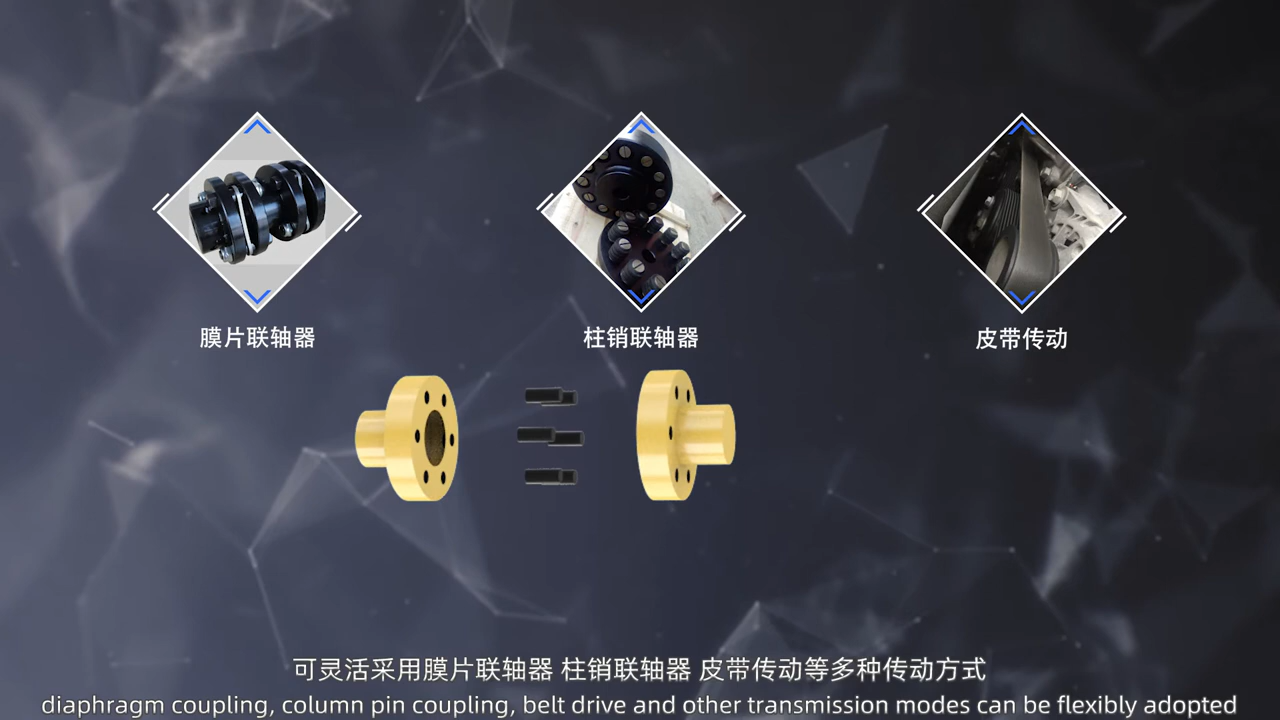 膜片联轴器
柱销联轴器
皮带传动
可灵活采用膜片联轴器 柱销联轴器 皮带传动等多种传动方式
diaphragm coupling, column pin coupling, belt drive and other transmission modes can be flexibly adopted